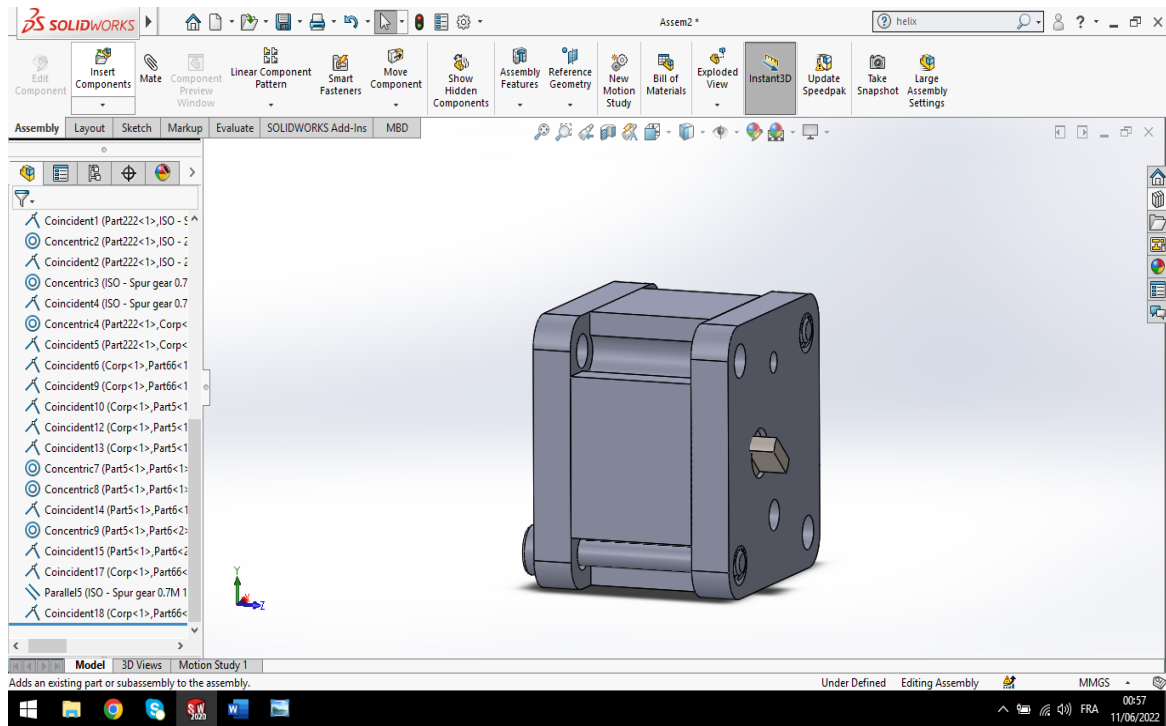 SOLIDWORKS
Assem2 *
helix
Edit Component
Insert Components
Mate
Component Preview Window
Linear Component Pattern
Smart Fasteners
Move Component
Show Hidden Components
Assembly Features
Reference Geometry
New Motion Study
Bill of Materials
Exploded View
Instant3D
Update Speedpak
Take Snapshot
Large Assembly Settings
Assembly Layout Sketch Markup Evaluate SOLIDWORKS Add-Ins MBD
Coincident1 (Part222<1>,ISO - S
Concentric2 (Part222<1>,ISO - 2
Coincident2 (Part222<1>,ISO - 2
Concentric3 (ISO - Spur gear 0.7
Coincident4 (ISO - Spur gear 0.7
Concentric4 (Part222<1>,Corp<
Coincident5 (Part222<1>,Corp<
Coincident6 (Corp<1>,Part66<1
Coincident9 (Corp<1>,Part66<1
Coincident10 (Corp<1>,Part5<1
Coincident12 (Corp<1>,Part5<1
Coincident13 (Corp<1>,Part5<1
Concentric7 (Part5<1>,Part6<1>
Concentric8 (Part5<1>,Part6<1>
Coincident14 (Part5<1>,Part6<1
Concentric9 (Part5<1>,Part6<2>
Coincident15 (Part5<1>,Part6<2
Coincident17 (Corp<1>,Part66<
Parallel5 (ISO - Spur gear 0.7M 1
Coincident18 (Corp<1>,Part66<
Y
Z
Model 3D Views Motion Study 1
Adds an existing part or subassembly to the assembly.
Under Defined Editing Assembly MMGS
SW 2020
W
FRA
00:57
11/06/2022